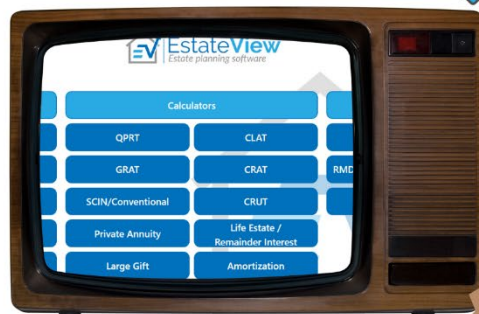 EV EstateView
Estate planning software
Calculators
QPRT
CLAT
GRAT
CRAT
RMD
SCIN/Conventional
CRUT
Private Annuity
Life Estate /
Remainder Interest
Large Gift
Amortization